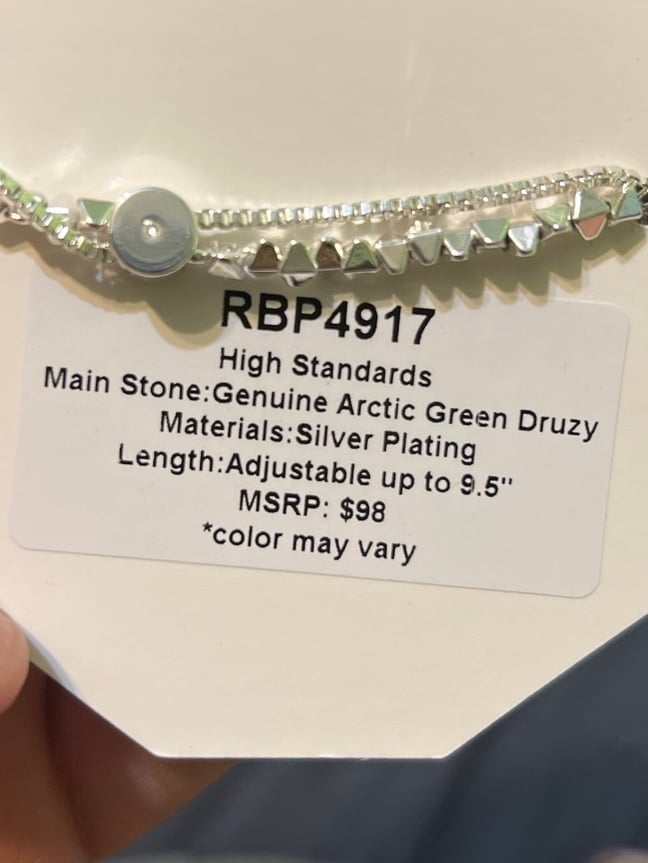 RBP4917
High Standards
Main Stone:Genuine Arctic Green Druzy
Materials:Silver Plating
Length:Adjustable up to 9.5"
MSRP: $98
*color may vary